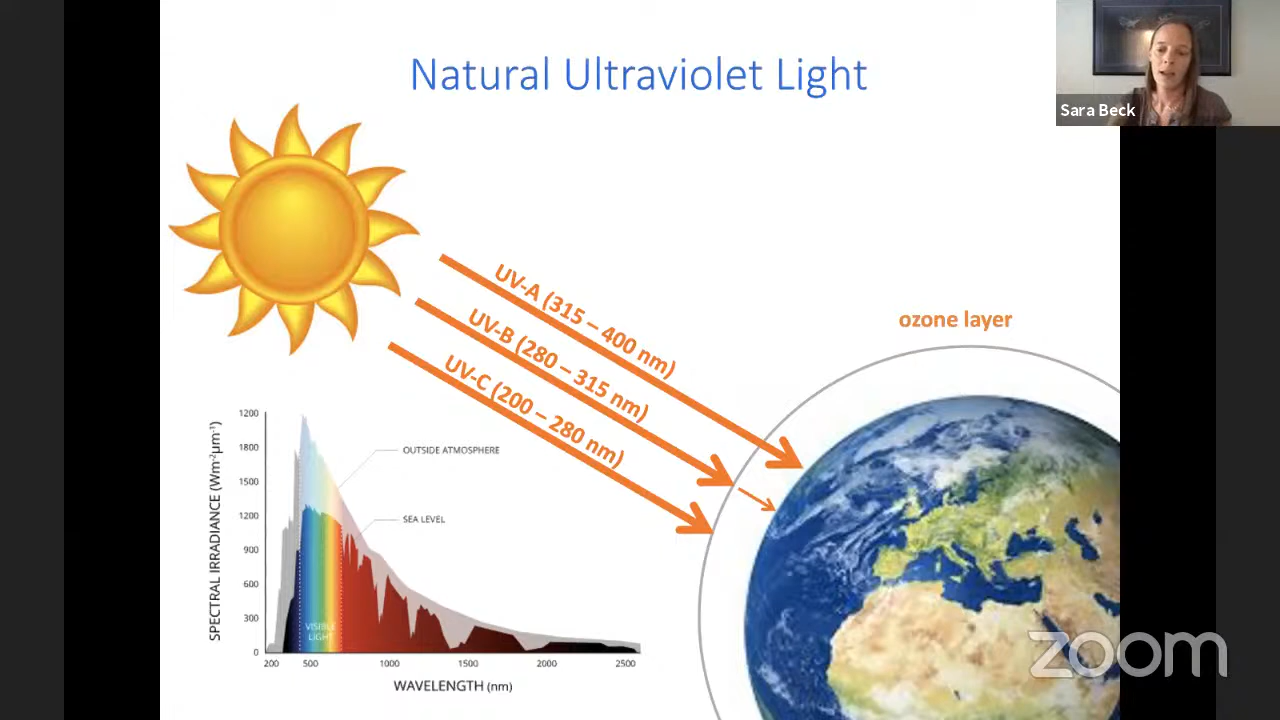 Natural Ultraviolet Light
Sara Beck
UV-A (315 – 400 nm)
UV-B (280 – 315 nm)
UV-C (200 – 280 nm)
ozone layer
SPECTRAL IRRADIANCE (Wm⁻²µm⁻¹)
1200
1800
1500
1200
900
600
300
0
OUTSIDE ATMOSPHERE
SEA LEVEL
VISIBLE
LIGHT
200 500 1000 1500 2000 2500
WAVELENGTH (nm)
zoom